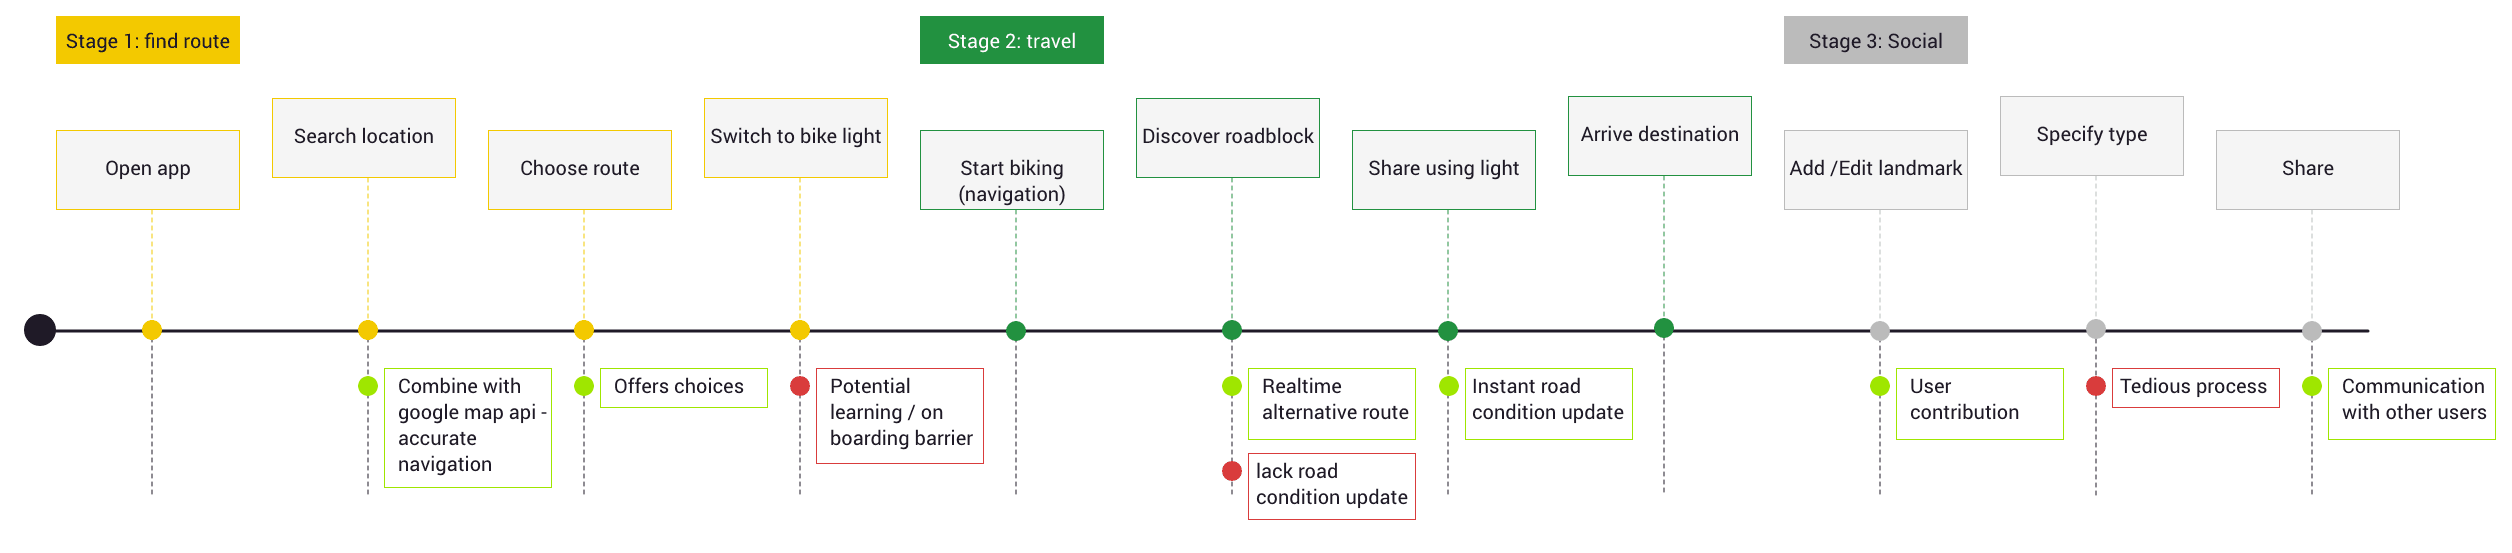 Stage 1: find route
Stage 2: travel
Stage 3: Social
Open app
Search location
Choose route
Switch to bike light
Start biking
(navigation)
Discover roadblock
Share using light
Arrive destination
Add /Edit landmark
Specify type
Share
Combine with
google map api -
accurate
navigation
Offers choices
Potential
learning / on
boarding barrier
Realtime
alternative route
lack road
condition update
Instant road
condition update
User
contribution
Tedious process
Communication
with other users